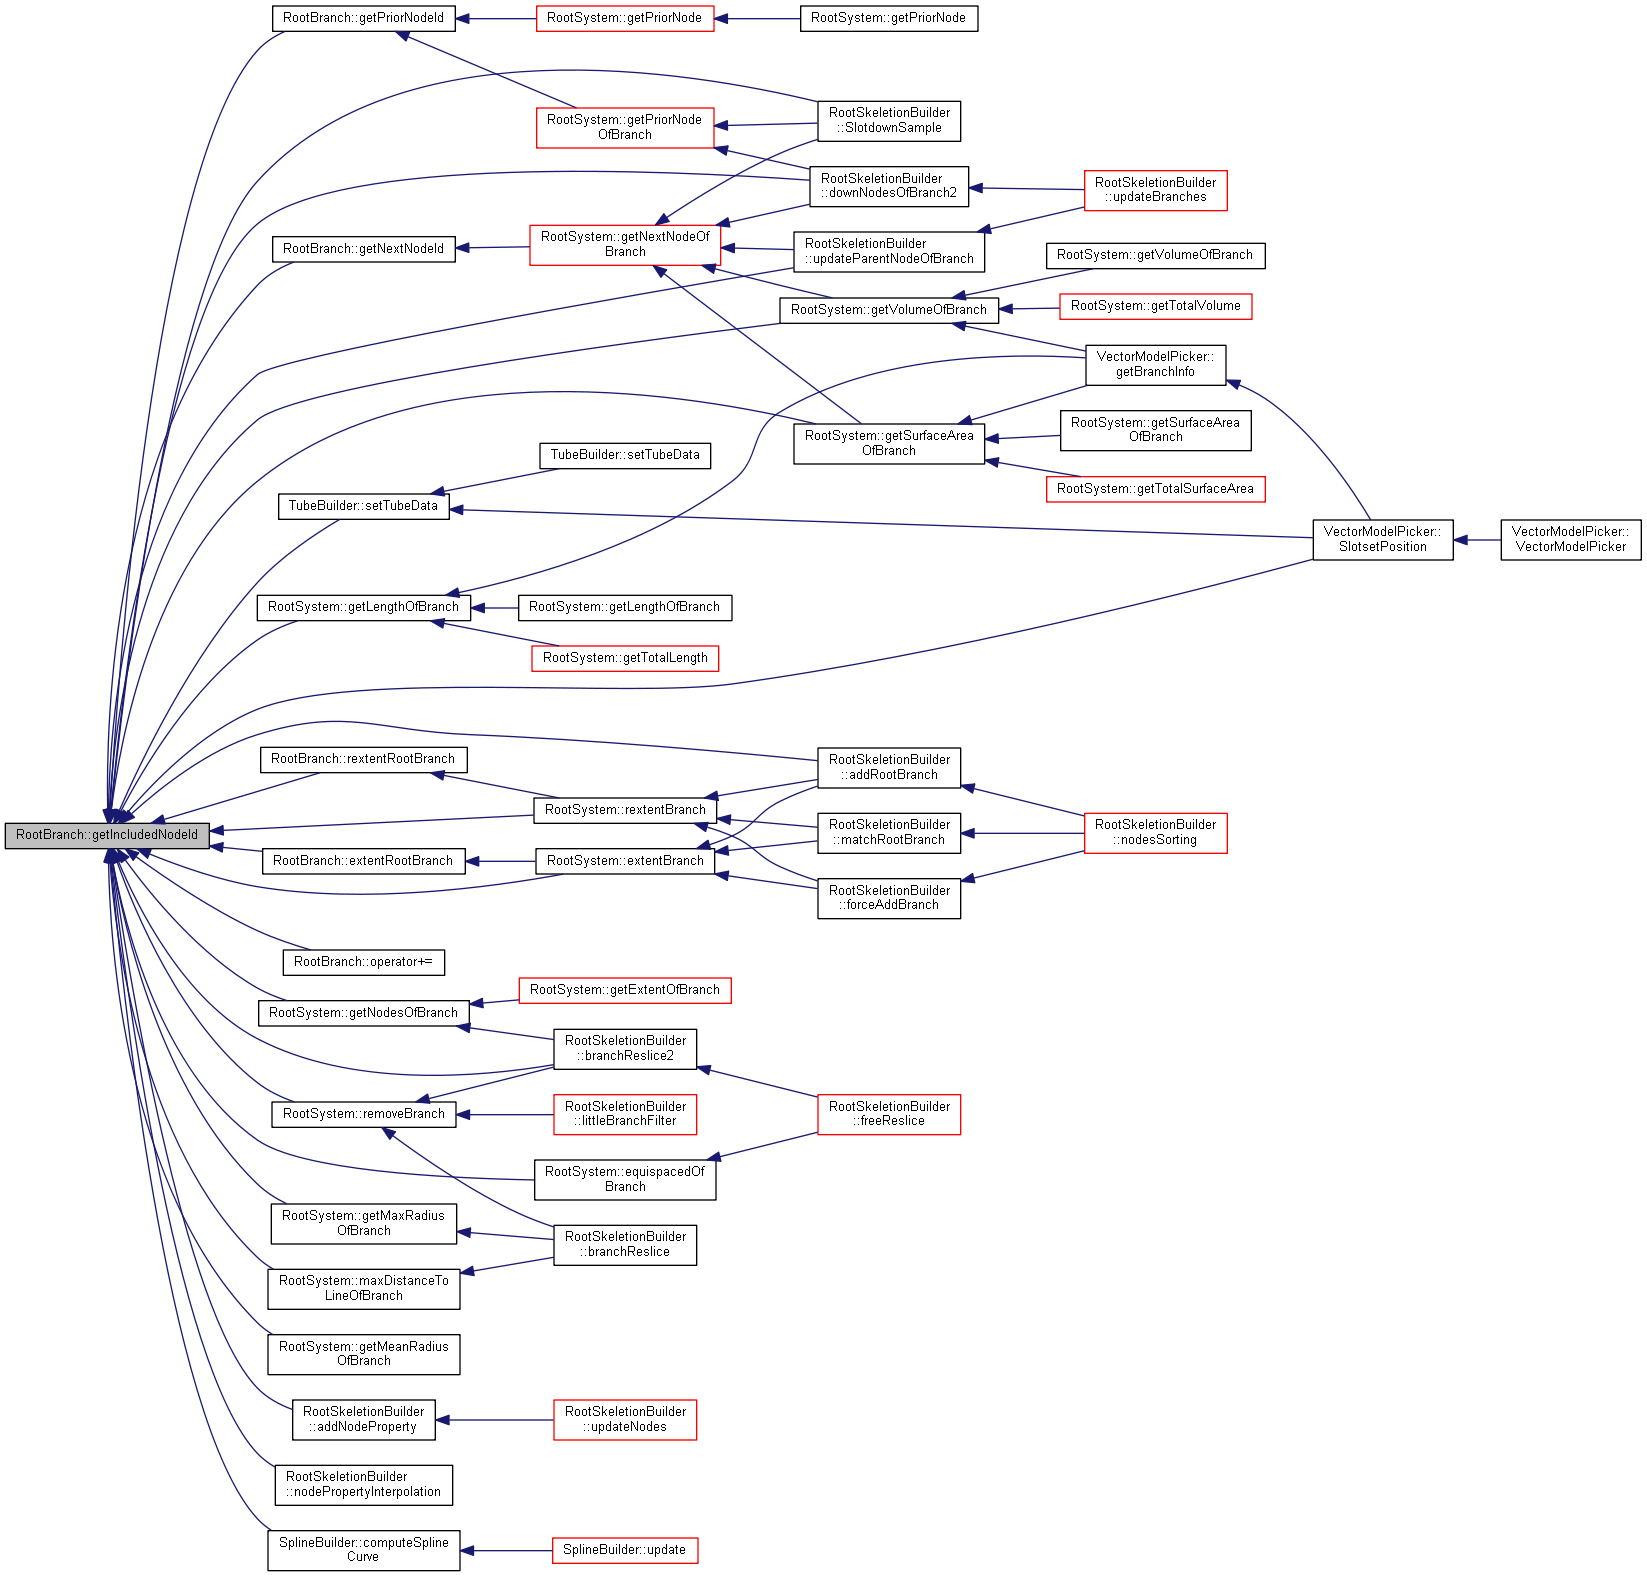 RootBranch::getPriorNodeId
RootSystem::getPriorNode
RootSystem::getPriorNode
RootSkeletionBuilder
::SlotdownSample
RootSystem::getPriorNode
OfBranch
RootSkeletionBuilder
::downNodesOfBranch2
RootSkeletionBuilder
::updateBranches
RootBranch::getNextNodeId
RootSystem::getNextNodeOf
Branch
RootSkeletionBuilder
::updateParentNodeOfBranch
RootSystem::getVolumeOfBranch
RootSystem::getVolumeOfBranch
RootSystem::getTotalVolume
VectorModelPicker::
getBranchInfo
RootSystem::getSurfaceArea
OfBranch
RootSystem::getSurfaceArea
OfBranch
RootSystem::getTotalSurfaceArea
TubeBuilder::setTubeData
TubeBuilder::setTubeData
VectorModelPicker::
SlotsetPosition
VectorModelPicker::
VectorModelPicker
RootSystem::getLengthOfBranch
RootSystem::getLengthOfBranch
RootSystem::getTotalLength
RootBranch::rextentRootBranch
RootSkeletionBuilder
::addRootBranch
RootSystem::rextentBranch
RootBranch::getIncludedNodeId
RootSkeletionBuilder
::matchRootBranch
RootSkeletionBuilder
::nodesSorting
RootBranch::extentRootBranch
RootSystem::extentBranch
RootSkeletionBuilder
::forceAddBranch
RootBranch::operator+=
RootSystem::getNodesOfBranch
RootSystem::getExtentOfBranch
RootSkeletionBuilder
::branchReslice2
RootSystem::removeBranch
RootSkeletionBuilder
::littleBranchFilter
RootSkeletionBuilder
::freeReslice
RootSystem::equispacedOf
Branch
RootSystem::getMaxRadius
OfBranch
RootSkeletionBuilder
::branchReslice
RootSystem::maxDistanceTo
LineOfBranch
RootSystem::getMeanRadius
OfBranch
RootSkeletionBuilder
::addNodeProperty
RootSkeletionBuilder
::updateNodes
RootSkeletionBuilder
::nodePropertyInterpolation
SplineBuilder::computeSpline
Curve
SplineBuilder::update